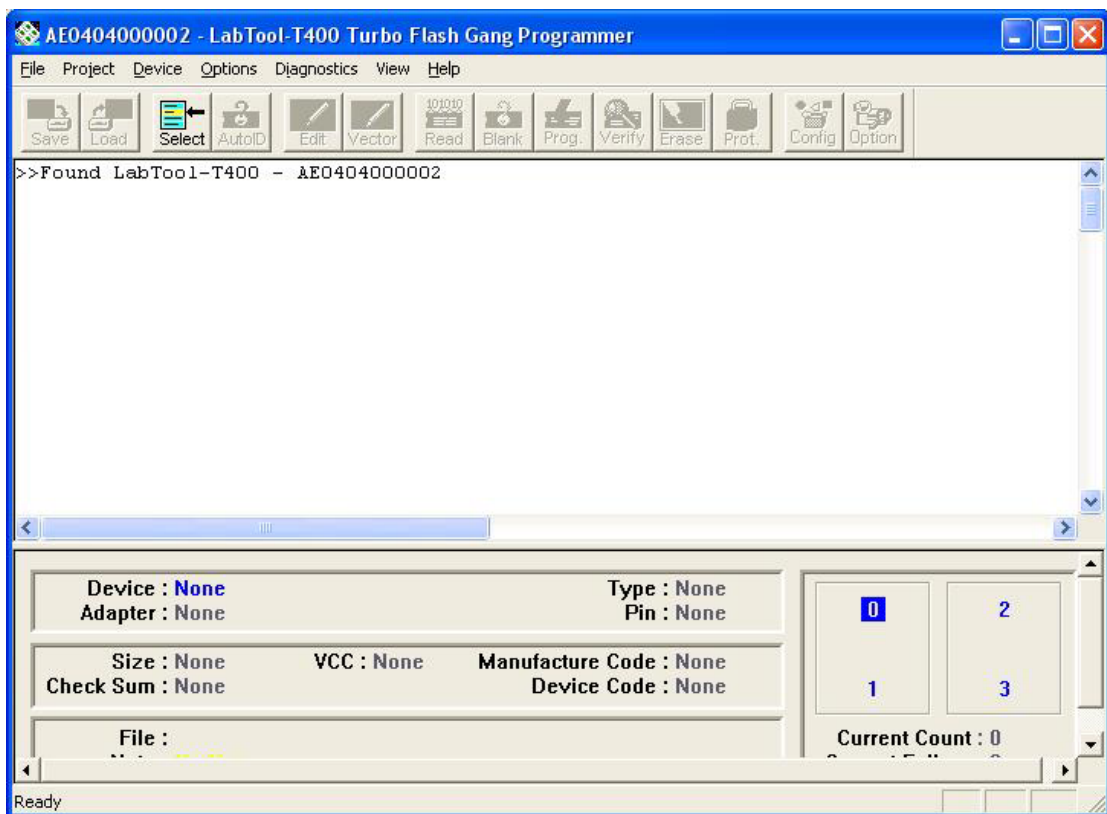 AE0404000002 - LabTool-T400 Turbo Flash Gang Programmer
File Project Device Options Diagnostics View Help
Save Load Select AutoID Edit Vector Read Blank Prog. Verify Erase Prot. Config Option
>>Found LabTool-T400 - AE0404000002
Device : None Type : None
Adapter : None Pin : None
Size : None VCC : None Manufacture Code : None
Check Sum : None Device Code : None
File :
0 2
1 3
Current Count : 0
Ready